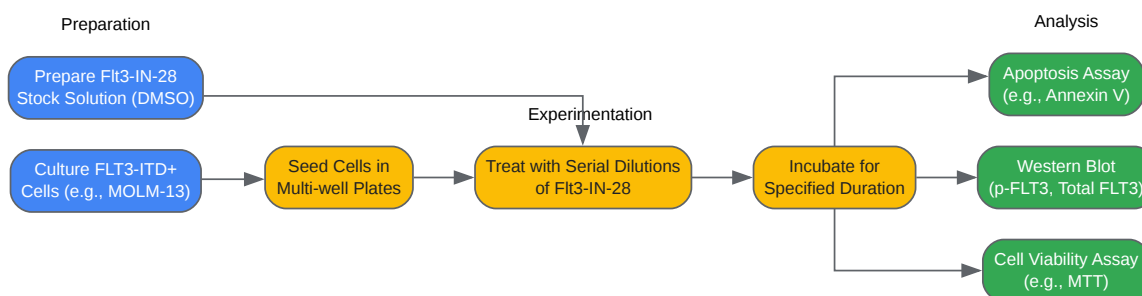 Preparation
Prepare Flt3-IN-28
Stock Solution (DMSO)
Culture FLT3-ITD+
Cells (e.g., MOLM-13)
Experimentation
Seed Cells in
Multi-well Plates
Treat with Serial Dilutions
of Flt3-IN-28
Incubate for
Specified Duration
Analysis
Apoptosis Assay
(e.g., Annexin V)
Western Blot
(p-FLT3, Total FLT3)
Cell Viability Assay
(e.g., MTT)